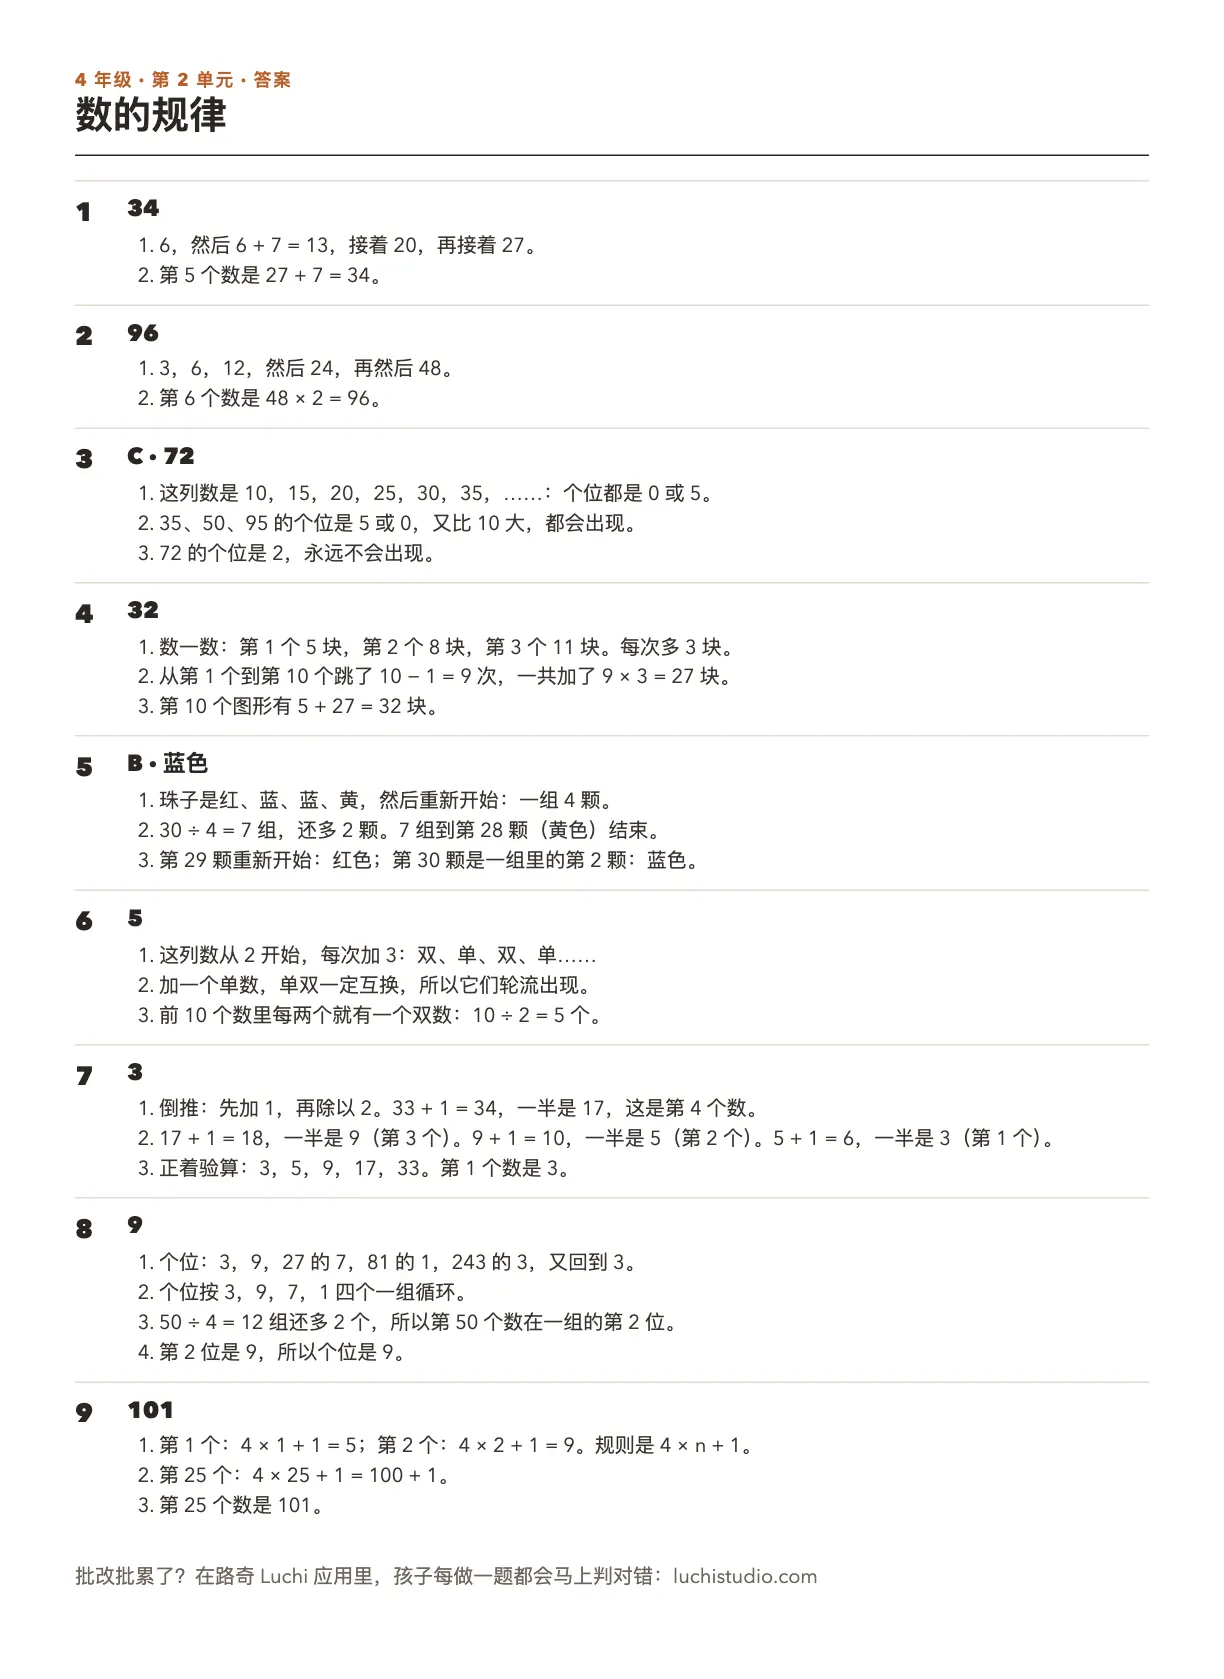 4 年级・第 2 单元・答案
数的规律
1 34
1. 6，然后 6 + 7 = 13，接着 20，再接着 27。
2. 第 5 个数是 27 + 7 = 34。
2 96
1. 3，6，12，然后 24，再然后 48。
2. 第 6 个数是 48 × 2 = 96。
3 C • 72
1. 这列数是 10，15，20，25，30，35，……：个位都是 0 或 5。
2. 35、50、95 的个位是 5 或 0，又比 10 大，都会出现。
3. 72 的个位是 2，永远不会出现。
4 32
1. 数一数：第 1 个 5 块，第 2 个 8 块，第 3 个 11 块。每次多 3 块。
2. 从第 1 个到第 10 个跳了 10 − 1 = 9 次，一共加了 9 × 3 = 27 块。
3. 第 10 个图形有 5 + 27 = 32 块。
5 B • 蓝色
1. 珠子是红、蓝、蓝、黄，然后重新开始：一组 4 颗。
2. 30 ÷ 4 = 7 组，还多 2 颗。7 组到第 28 颗（黄色）结束。
3. 第 29 颗重新开始：红色；第 30 颗是一组里的第 2 颗：蓝色。
6 5
1. 这列数从 2 开始，每次加 3：双、单、双、单……
2. 加一个单数，单双一定互换，所以它们轮流出现。
3. 前 10 个数里每两个就有一个双数：10 ÷ 2 = 5 个。
7 3
1. 倒推：先加 1，再除以 2。33 + 1 = 34，一半是 17，这是第 4 个数。
2. 17 + 1 = 18，一半是 9（第 3 个）。9 + 1 = 10，一半是 5（第 2 个）。5 + 1 = 6，一半是 3（第 1 个）。
3. 正着验算：3，5，9，17，33。第 1 个数是 3。
8 9
1. 个位：3，9，27 的 7，81 的 1，243 的 3，又回到 3。
2. 个位按 3，9，7，1 四个一组循环。
3. 50 ÷ 4 = 12 组还多 2 个，所以第 50 个数在一组的第 2 位。
4. 第 2 位是 9，所以个位是 9。
9 101
1. 第 1 个：4 × 1 + 1 = 5；第 2 个：4 × 2 + 1 = 9。规则是 4 × n + 1。
2. 第 25 个：4 × 25 + 1 = 100 + 1。
3. 第 25 个数是 101。
批改批累了？在路奇 Luchi 应用里，孩子每做一题都会马上判对错：luchistudio.com